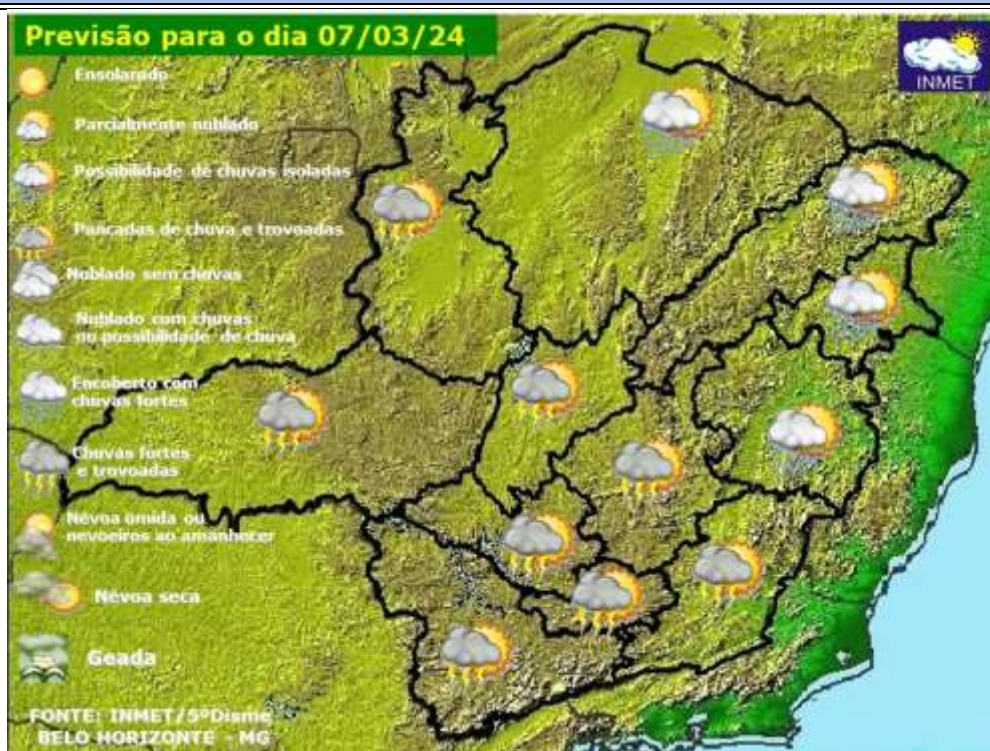 Previsão para o dia 07/03/24
INMET
Ensolarado
Parcialmente nublado
Possibilidade de chuvas isoladas
Pancadas de chuva e trovoadas
Nublado sem chuvas
Nublado com chuvas
ou possibilidade de chuva
Encoberto com
chuvas fortes
Chuvas fortes
e trovoadas
Névoa úmida ou
nevoeiros ao amanhecer
Névoa seca
Geada
FONTE: INMET/5ºDisme
BELO HORIZONTE - MG